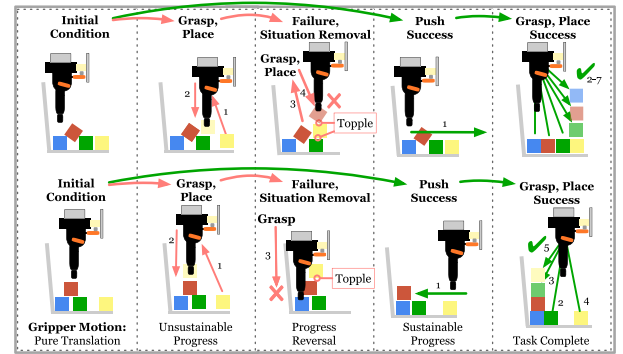 Initial
Condition
Grasp,
Place
Failure,
Situation Removal
Push
Success
Grasp, Place
Success
Grasp,
Place
2
1
3
4
Topple
1
2-7
Initial
Condition
Grasp,
Place
Failure,
Situation Removal
Push
Success
Grasp, Place
Success
Grasp
2
1
3
Topple
1
5
3
2
4
Gripper Motion:
Pure Translation
Unsustainable
Progress
Progress
Reversal
Sustainable
Progress
Task Complete